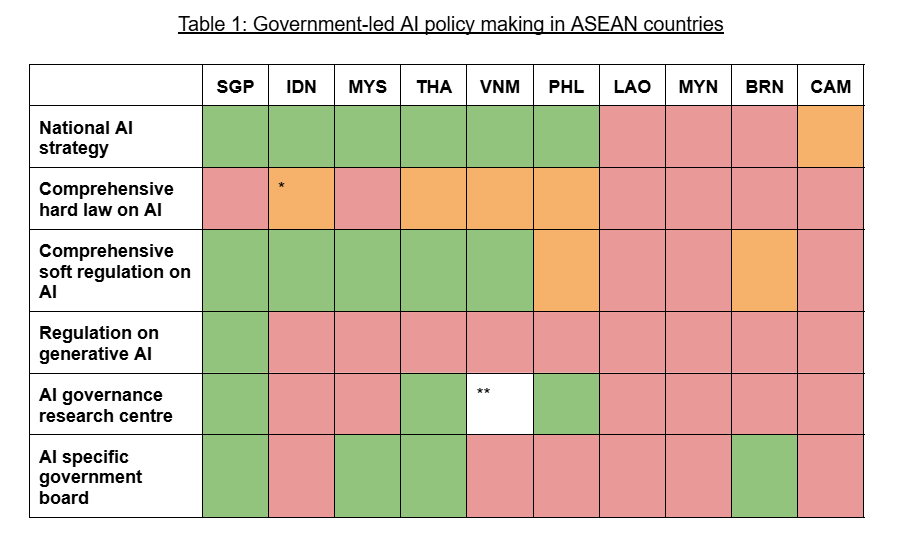 Table 1: Government-led AI policy making in ASEAN countries
SGP IDN MYS THA VNM PHL LAO MYN BRN CAM
National AI
strategy
Comprehensive
hard law on AI
*
Comprehensive
soft regulation on
AI
Regulation on
generative AI
AI governance
research centre
**
AI specific
government
board